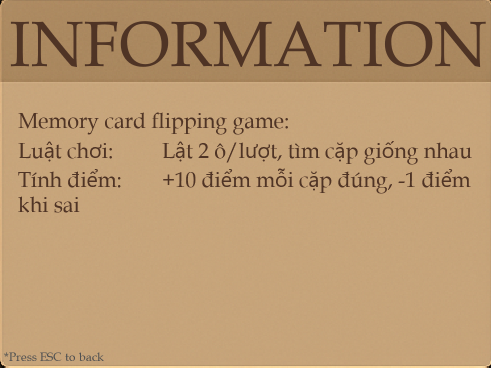 INFORMATION
Memory card flipping game:
Luật chơi: Lật 2 ô/lượt, tìm cặp giống nhau
Tính điểm: +10 điểm mỗi cặp đúng, -1 điểm
khi sai
*Press ESC to back